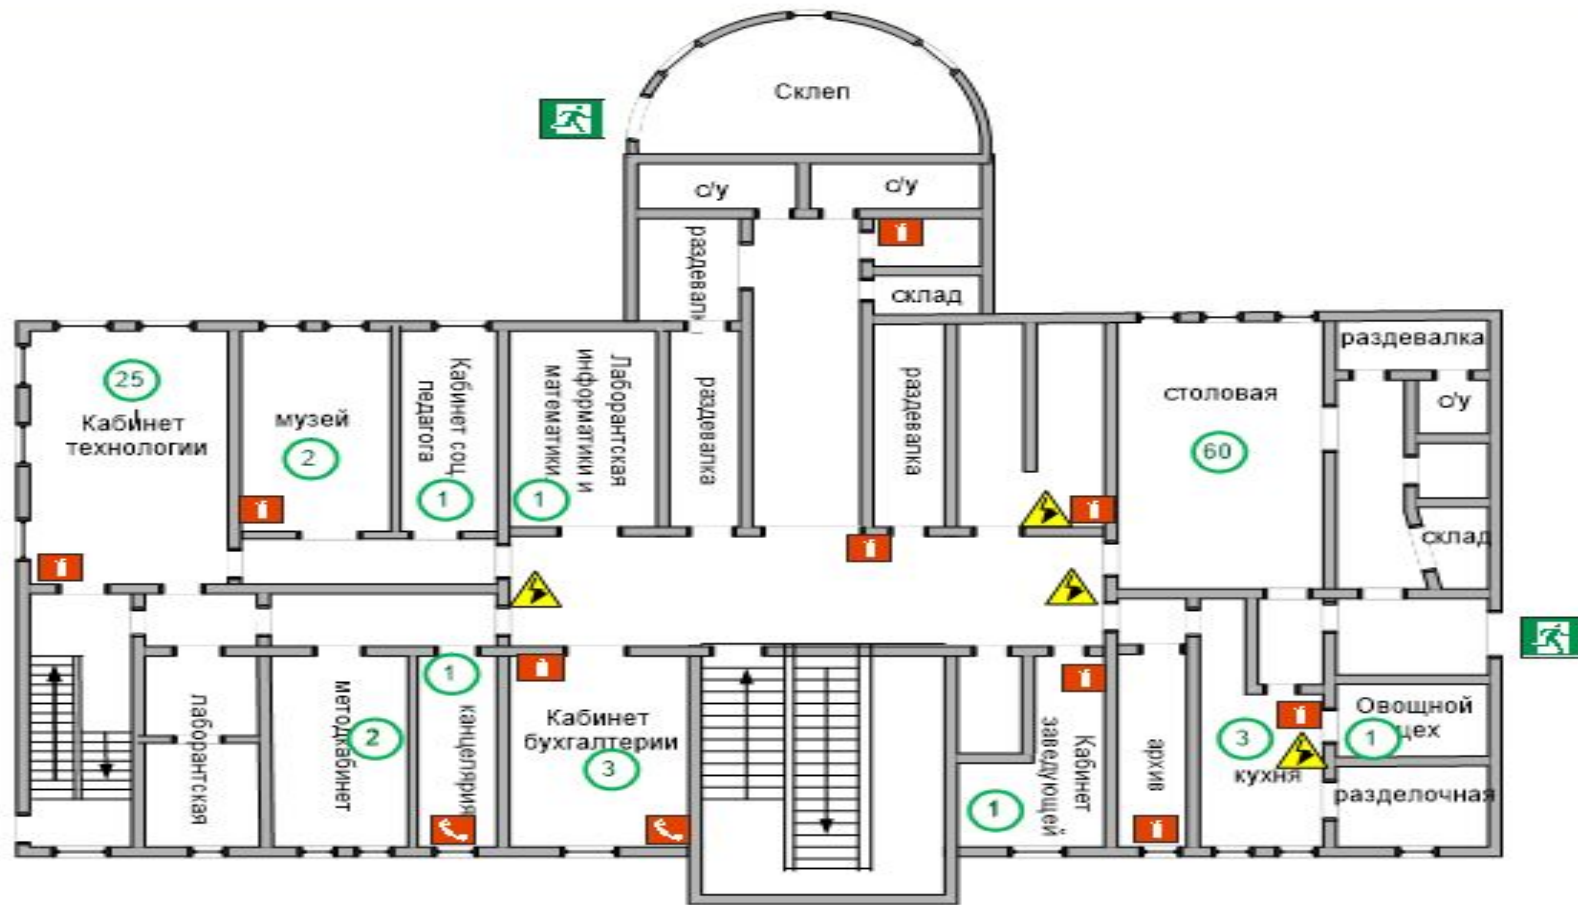 Склеп
с/у
с/у
раздевалк
склад
раздевалка
25
Кабинет
технологии
музей
2
Кабинет соц.
педагога
1
Лаборантская
информатики и
математики
1
раздевалка
раздевалка
столовая
60
с/у
склад
лаборантская
методкабинет
2
1
канцелярия
Кабинет
бухгалтерии
3
Кабинет
заведующей
1
архив
3
кухня
Овощной
цех
1
разделочная